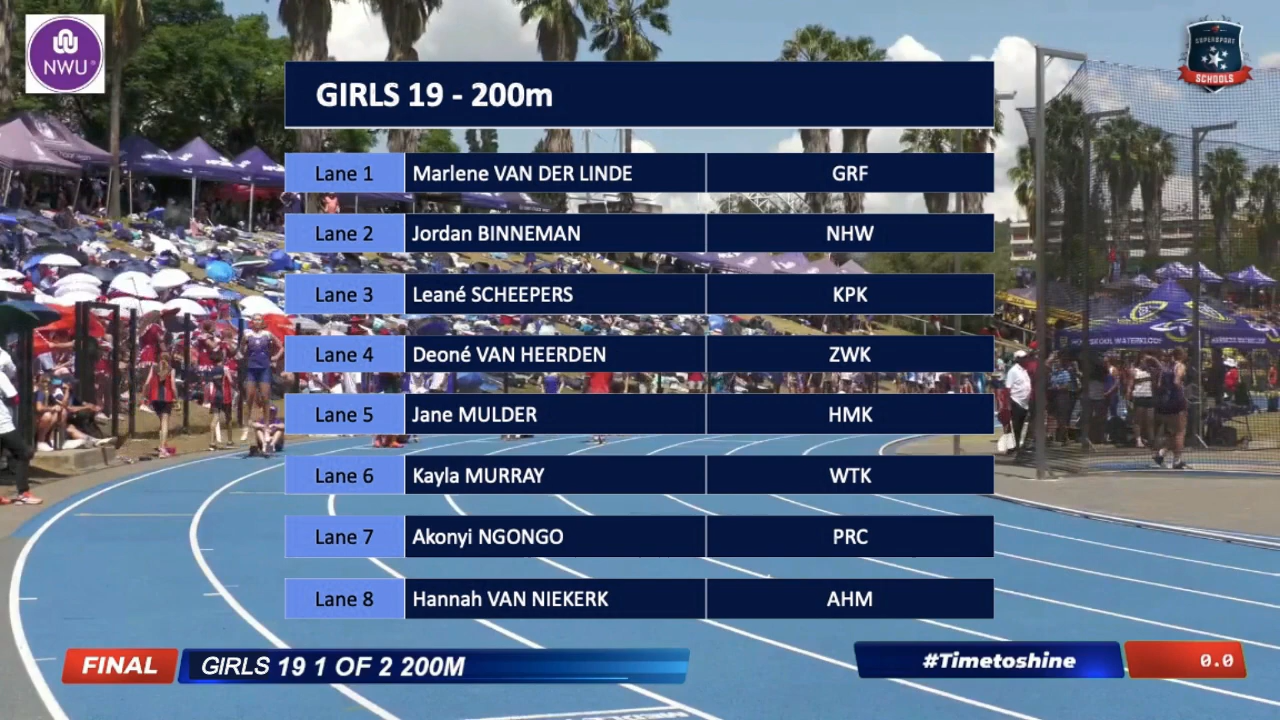 NWU
SUPERSPORT
SCHOOLS
GIRLS 19 - 200m
Lane 1 Marlene VAN DER LINDE GRF
Lane 2 Jordan BINNEMAN NHW
Lane 3 Leané SCHEEPERS KPK
Lane 4 Deoné VAN HEERDEN ZWK
Lane 5 Jane MULDER HMK
Lane 6 Kayla MURRAY WTK
Lane 7 Akonyi NGONGO PRC
Lane 8 Hannah VAN NIEKERK AHM
FINAL GIRLS 19 1 OF 2 200M #Timetoshine 0.0